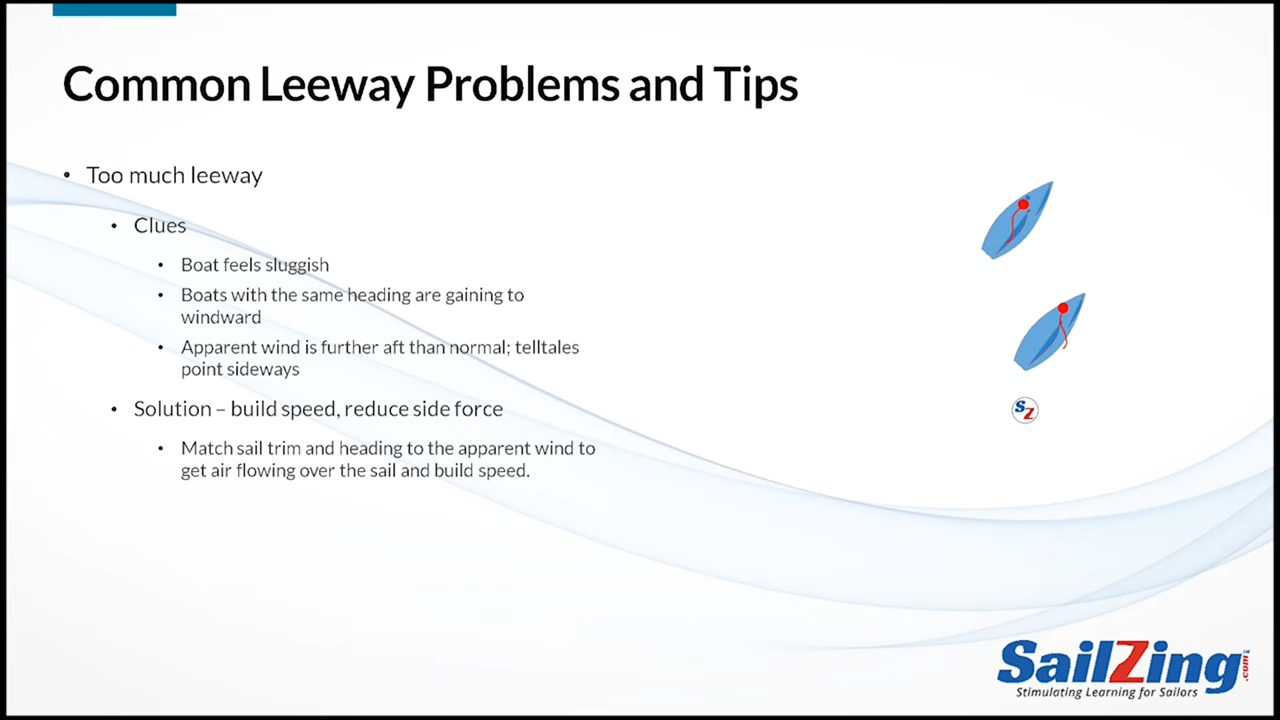 Common Leeway Problems and Tips
• Too much leeway
• Clues
• Boat feels sluggish
• Boats with the same heading are gaining to
windward
• Apparent wind is further aft than normal; telltales
point sideways
• Solution – build speed, reduce side force
• Match sail trim and heading to the apparent wind to
get air flowing over the sail and build speed.
SZ
SailZing.com
Stimulating Learning for Sailors